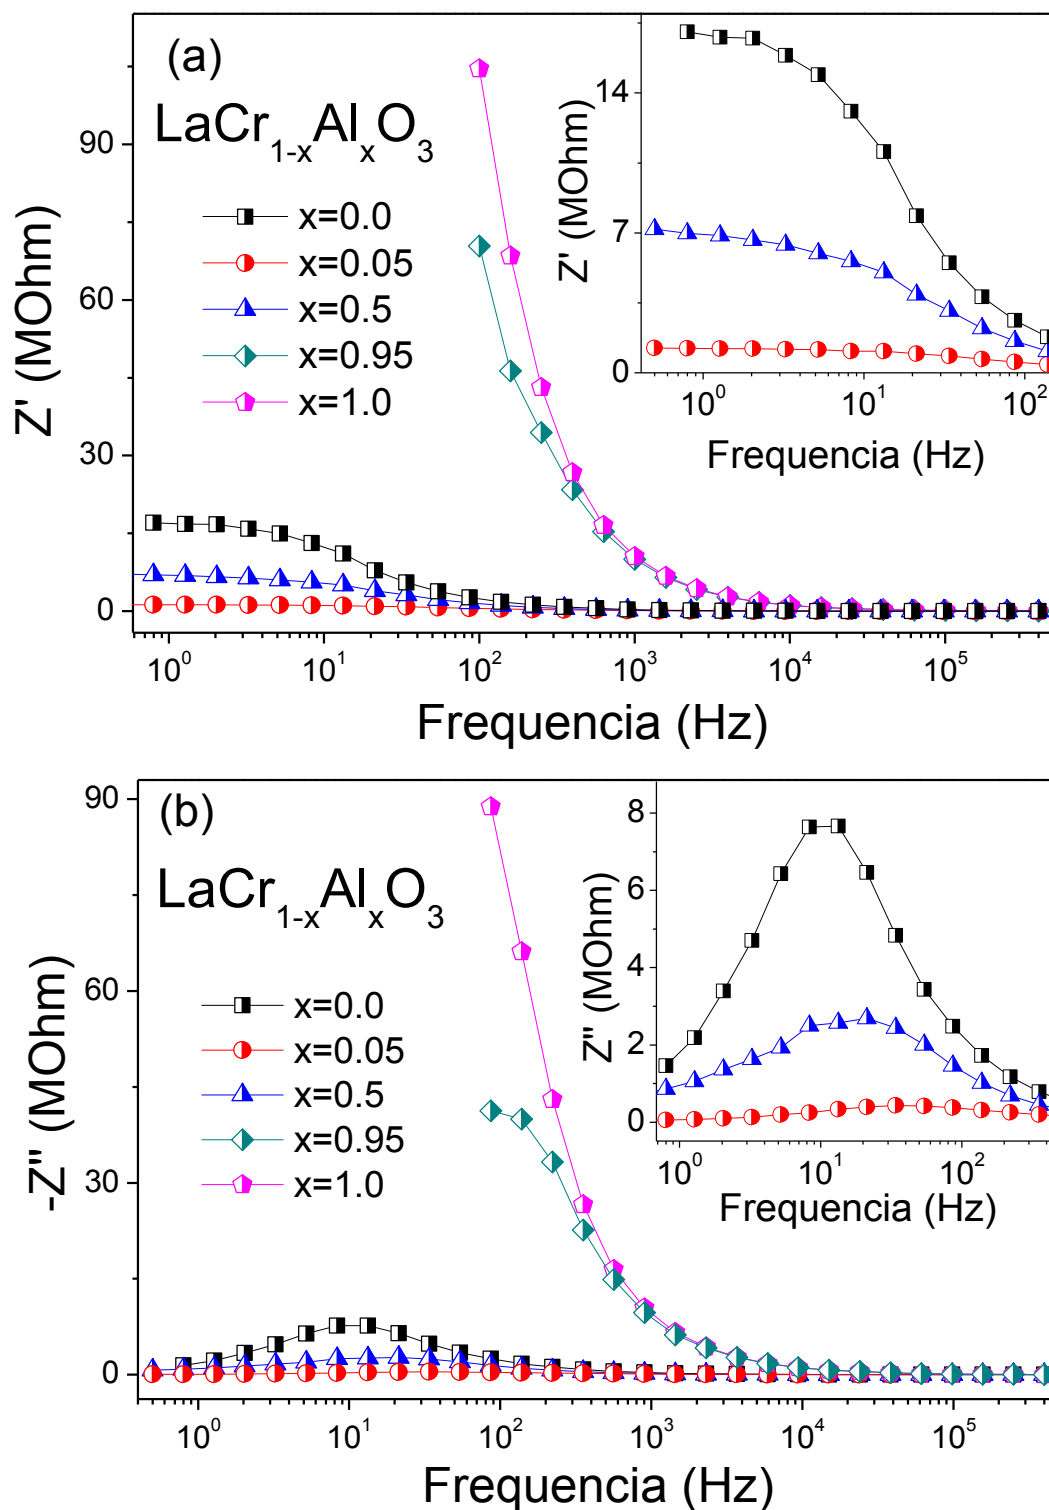 (a)
LaCr1-xAlxO3
x=0.0
x=0.05
x=0.5
x=0.95
x=1.0
Z' (MOhm)
90
60
30
0
10^0 10^1 10^2 10^3 10^4 10^5
Frequencia (Hz)
Z' (MOhm)
14
7
0
10^0 10^1 10^2
Frequencia (Hz)
(b)
LaCr1-xAlxO3
x=0.0
x=0.05
x=0.5
x=0.95
x=1.0
-Z'' (MOhm)
90
60
30
0
10^0 10^1 10^2 10^3 10^4 10^5
Frequencia (Hz)
Z'' (MOhm)
8
6
4
2
0
10^0 10^1 10^2
Frequencia (Hz)